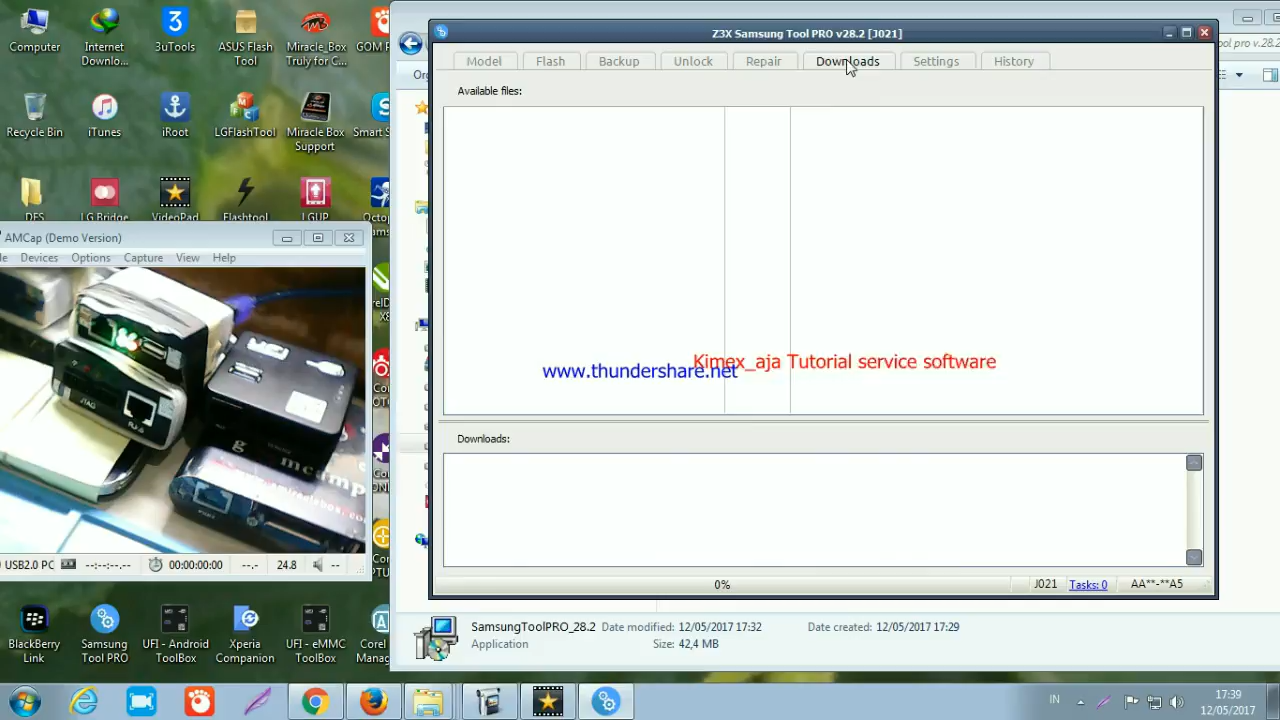 Z3X Samsung Tool PRO v28.2 [J021]
Model
Flash
Backup
Unlock
Repair
Downloads
Settings
History
Available files:
Kimex_aja Tutorial service software
www.thundershare.net
Downloads:
0%
J021
Tasks: 0
AA**-**A5
Computer
Internet Downlo...
3uTools
ASUS Flash Tool
Miracle_Box Truly for C...
Recycle Bin
iTunes
iRoot
LGFlashTool
Miracle Box Support
DFS
LG Bridge
VideoPad
Flashtool
LGUP
AMCap (Demo Version)
Devices
Options
Capture
View
Help
USB2.0 PC
--:--:--.--
00:00:00:00
--.-
24.8
--
BlackBerry Link
Samsung Tool PRO
UFI - Android ToolBox
Xperia Companion
UFI - eMMC ToolBox
Corel
SamsungToolPRO_28.2
Date modified: 12/05/2017 17:32
Date created: 12/05/2017 17:29
Application
Size: 42,4 MB
IN
17:39
12/05/2017